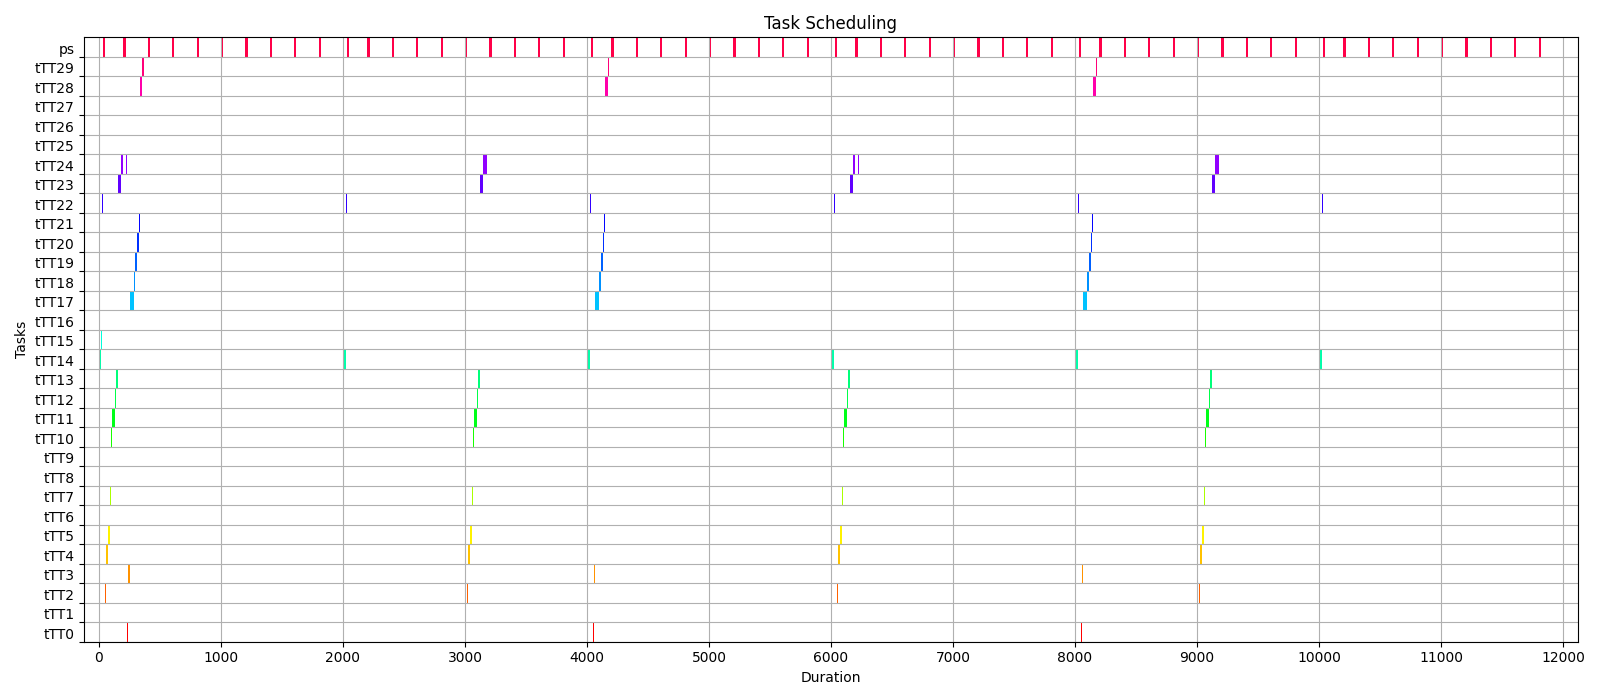 Task Scheduling
ps
tTT29
tTT28
tTT27
tTT26
tTT25
tTT24
tTT23
tTT22
tTT21
tTT20
tTT19
tTT18
tTT17
tTT16
tTT15
tTT14
tTT13
tTT12
tTT11
tTT10
tTT9
tTT8
tTT7
tTT6
tTT5
tTT4
tTT3
tTT2
tTT1
tTT0
Tasks
0 1000 2000 3000 4000 5000 6000 7000 8000 9000 10000 11000 12000
Duration